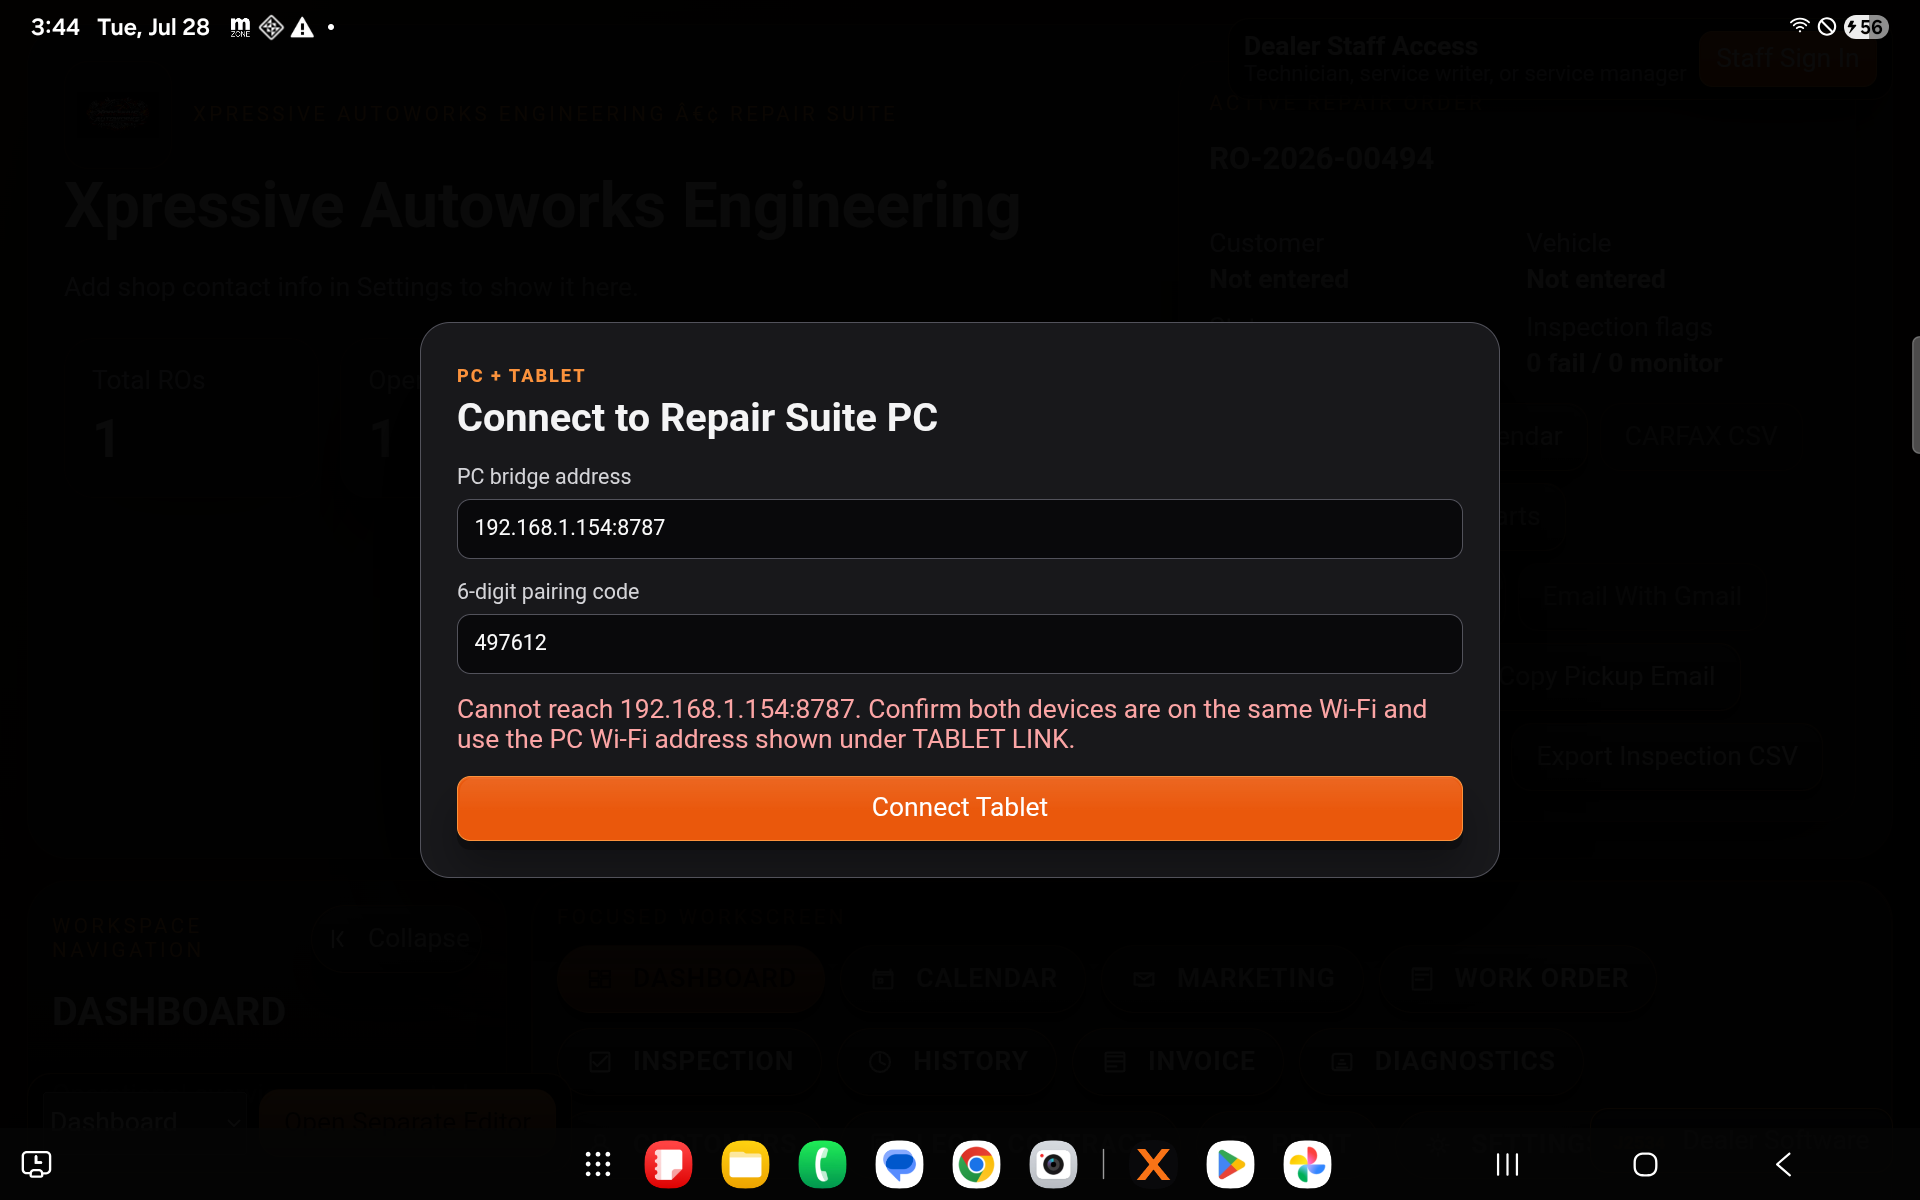 3:44 Tue, Jul 28
m ZONE
56
Dealer Staff Access
Technician, service writer, or service manager
Staff Sign In
XPRESSIVE AUTOWORKS ENGINEERING Â€¢ REPAIR SUITE
ACTIVE REPAIR ORDER
RO-2026-00494
Xpressive Autoworks Engineering
Add shop contact info in Settings to show it here.
Customer
Not entered
Vehicle
Not entered
Inspection flags
0 fail / 0 monitor
Total ROs
1
Ope
1
endar
CARFAX CSV
arts
Email With Gmail
Copy Pickup Email
Export Inspection CSV
PC + TABLET
Connect to Repair Suite PC
PC bridge address
192.168.1.154:8787
6-digit pairing code
497612
Cannot reach 192.168.1.154:8787. Confirm both devices are on the same Wi-Fi and
use the PC Wi-Fi address shown under TABLET LINK.
Connect Tablet
WORKSPACE
NAVIGATION
Collapse
DASHBOARD
Dashboard
Open Separate Editor
FOCUSED WORKSCREEN
DASHBOARD
CALENDAR
MARKETING
WORK ORDER
INSPECTION
HISTORY
INVOICE
DIAGNOSTICS